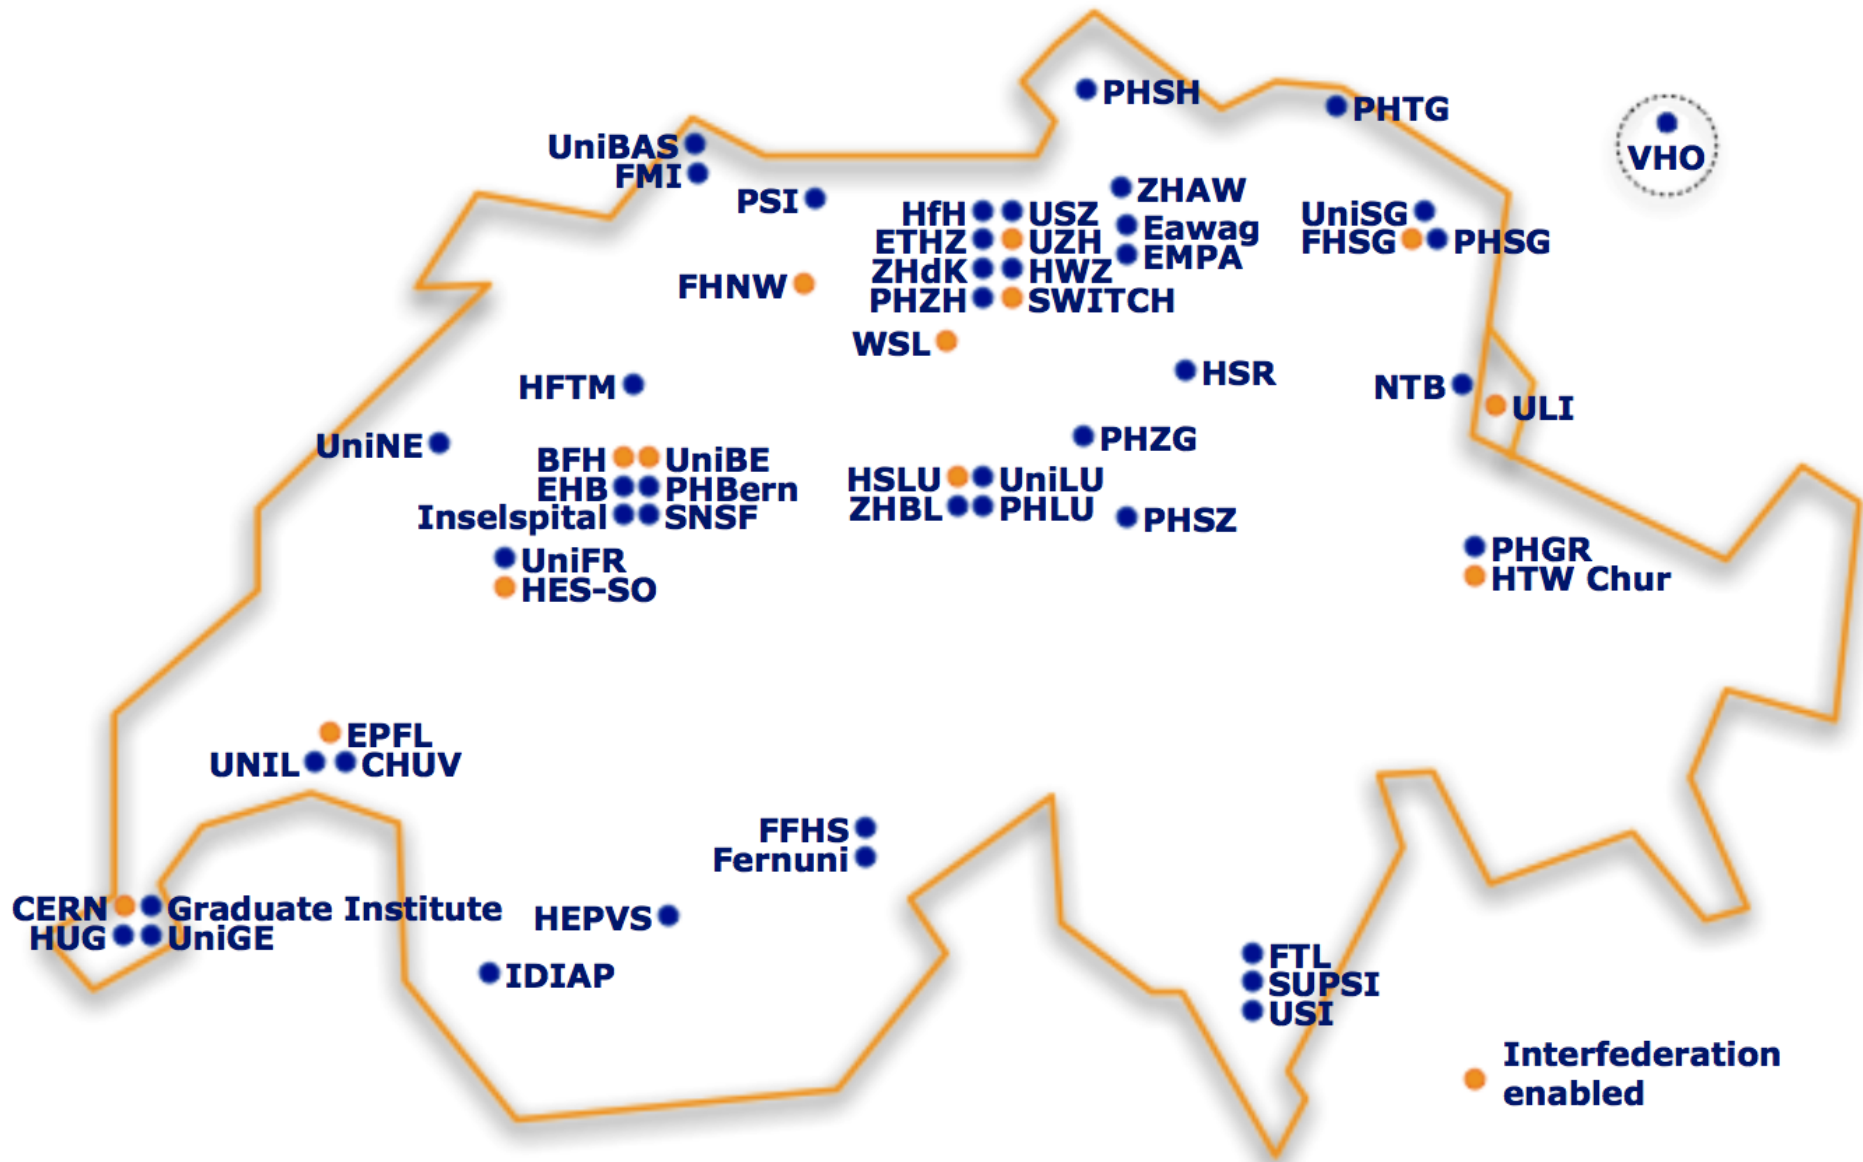 PHSH
PHTG
VHO
UniBAS
FMI
PSI
ZHAW
HfH USZ
Eawag
UniSG
ETHZ UZH
EMPA
FHSG PHSG
ZHdK HWZ
FHNW
PHZH SWITCH
WSL
HSR
HFTM
NTB
ULI
UniNE
PHZG
BFH UniBE
EHB PHBern
Inselspital SNSF
HSLU UniLU
ZHBL PHLU
PHSZ
UniFR
HES-SO
PHGR
HTW Chur
EPFL
UNIL CHUV
FFHS
Fernuni
CERN Graduate Institute
HUG UniGE
HEPVS
IDIAP
FTL
SUPSI
USI
Interfederation
enabled